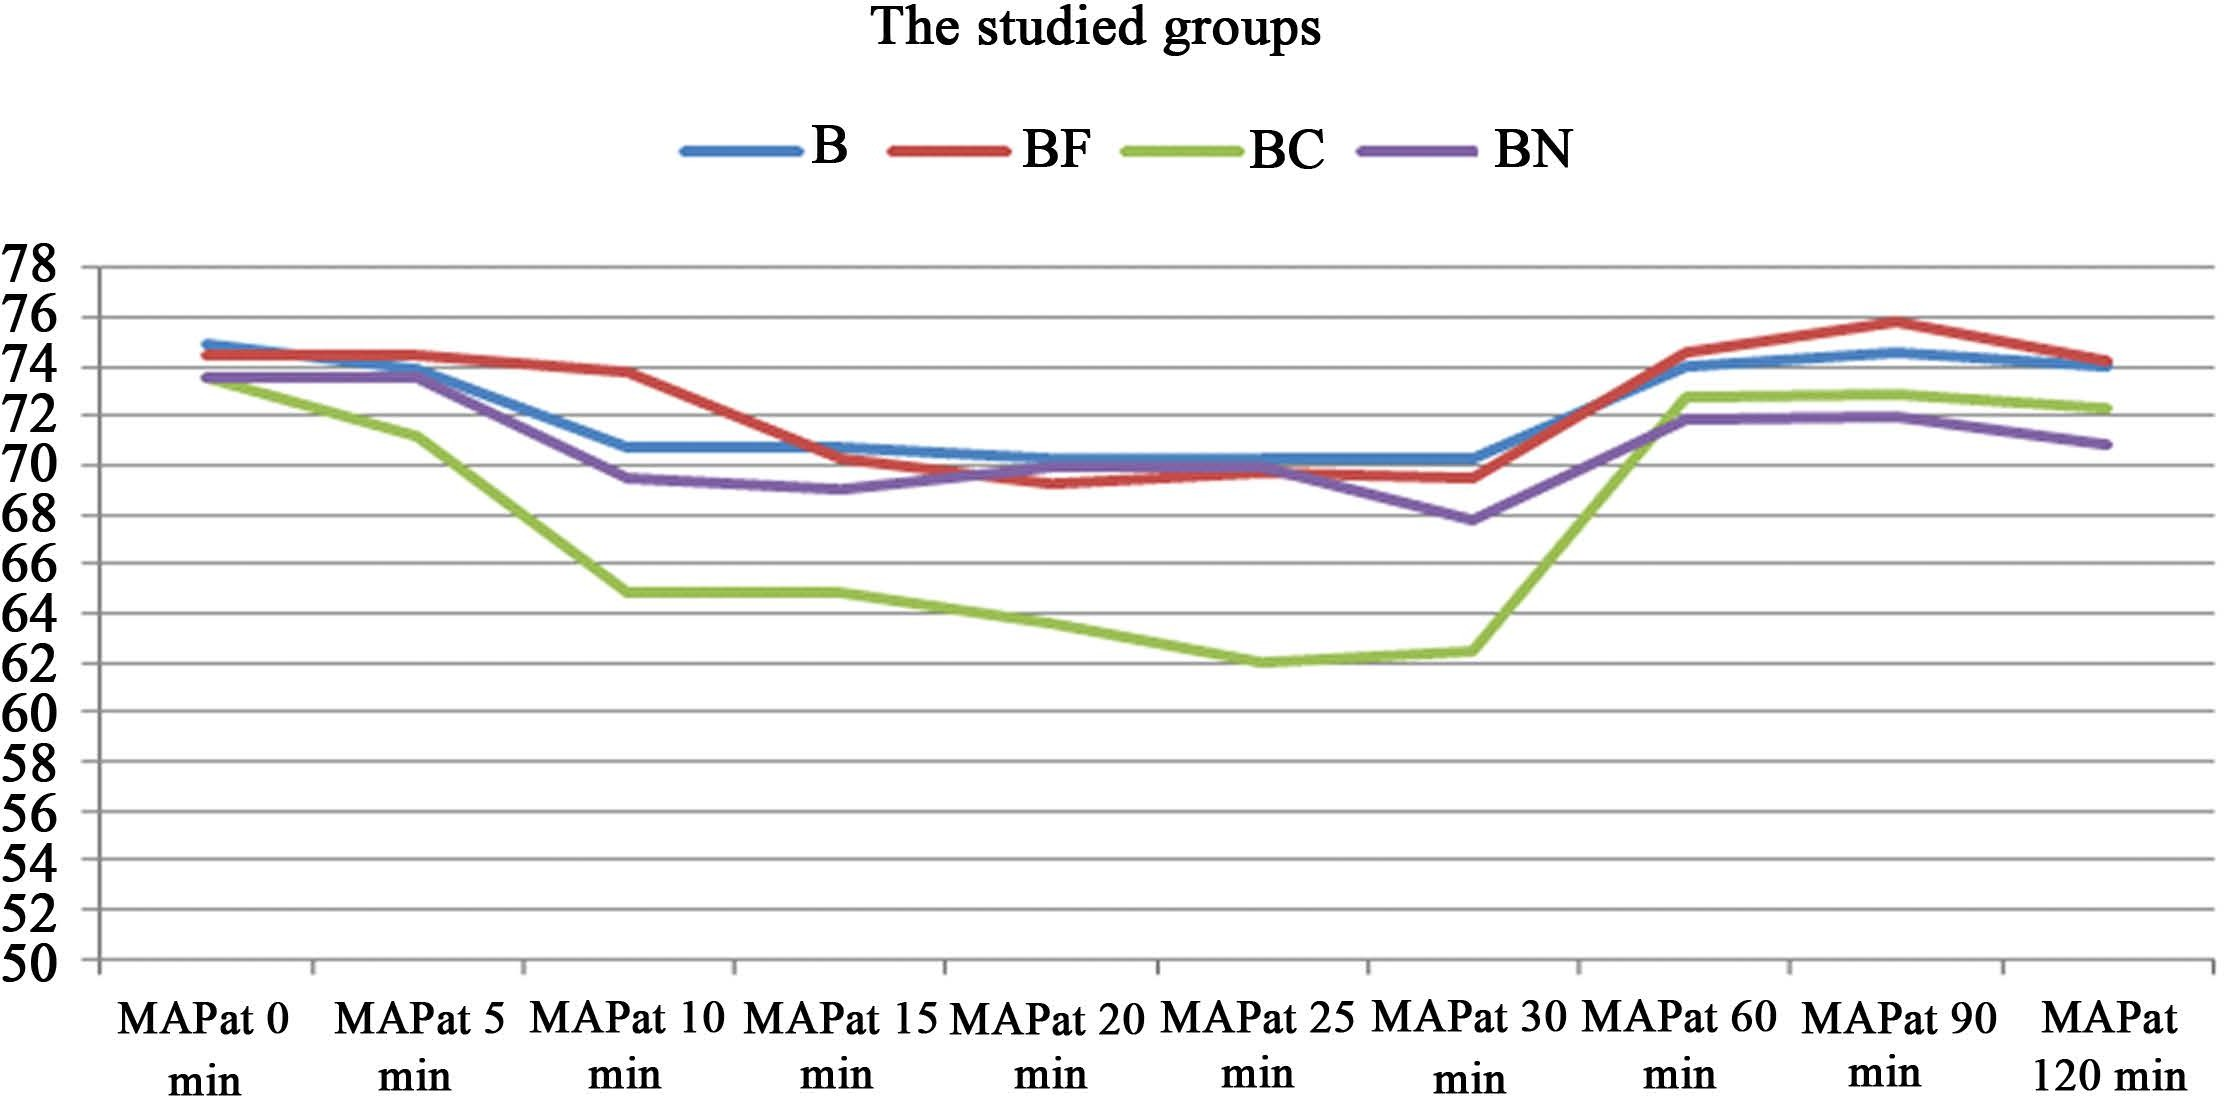 The studied groups
B BF BC BN
78
76
74
72
70
68
66
64
62
60
58
56
54
52
50
MAPat 0
min
MAPat 5
min
MAPat 10
min
MAPat 15
min
MAPat 20
min
MAPat 25
min
MAPat 30
min
MAPat 60
min
MAPat 90
min
MAPat
120 min